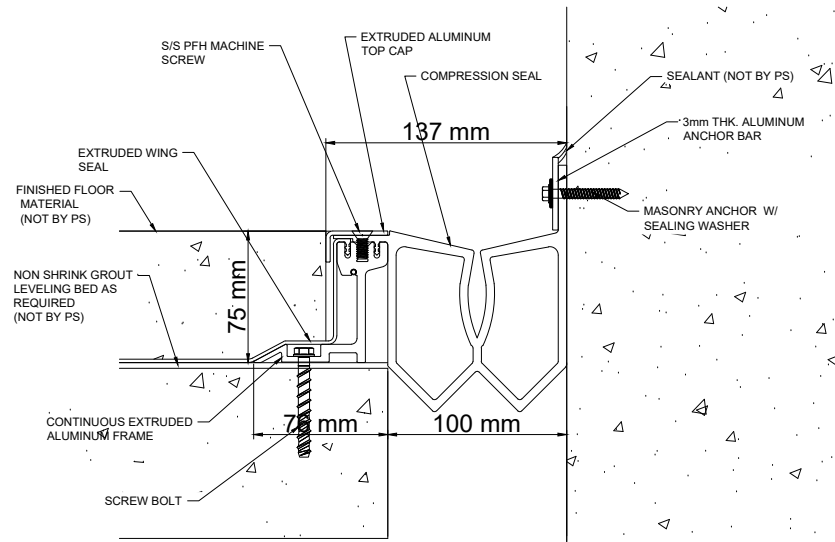 S/S PFH MACHINE
SCREW
EXTRUDED ALUMINUM
TOP CAP
COMPRESSION SEAL
SEALANT (NOT BY PS)
3mm THK. ALUMINUM
ANCHOR BAR
137 mm
EXTRUDED WING
SEAL
FINISHED FLOOR
MATERIAL
(NOT BY PS)
MASONRY ANCHOR W/
SEALING WASHER
NON SHRINK GROUT
LEVELING BED AS
REQUIRED
(NOT BY PS)
75 mm
CONTINUOUS EXTRUDED
ALUMINUM FRAME
mm
100 mm
SCREW BOLT